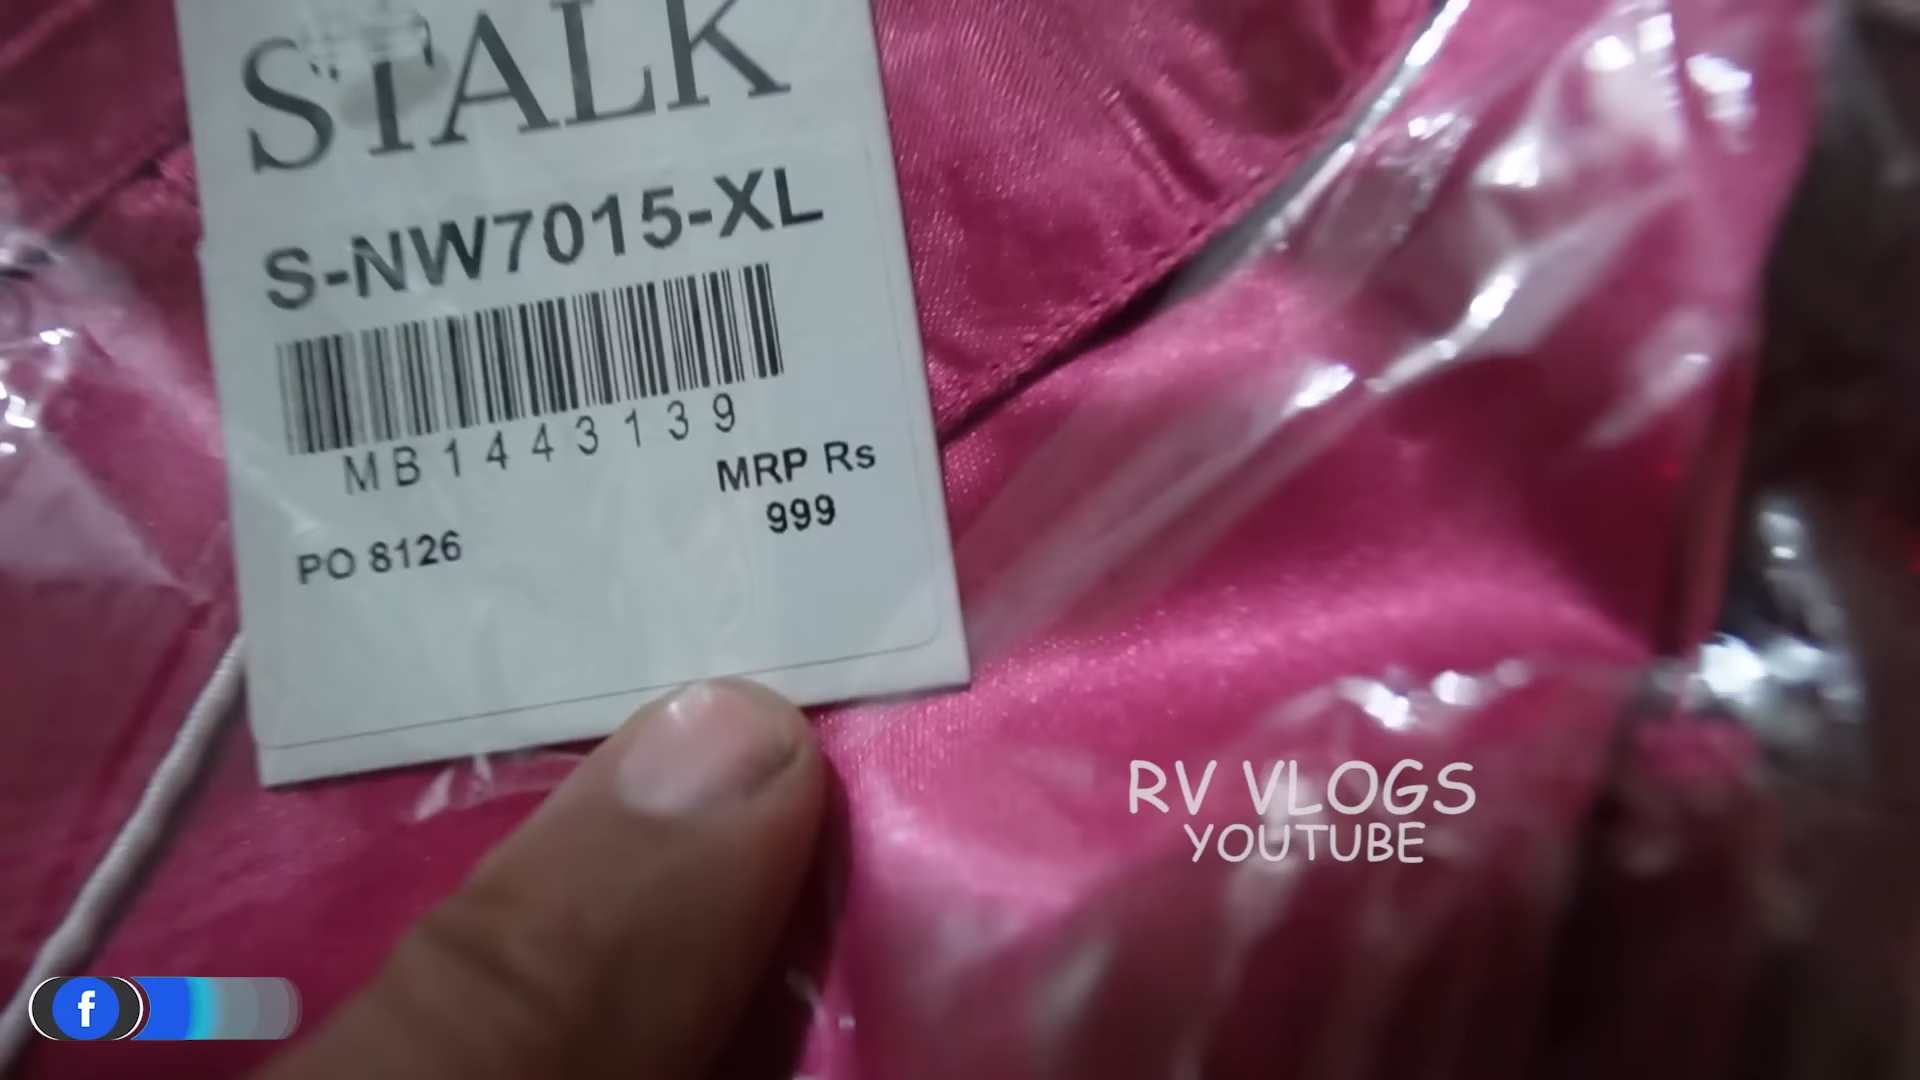 STALK
S-NW7015-XL
MB1443139
MRP Rs
999
PO 8126
RV VLOGS
YOUTUBE
f